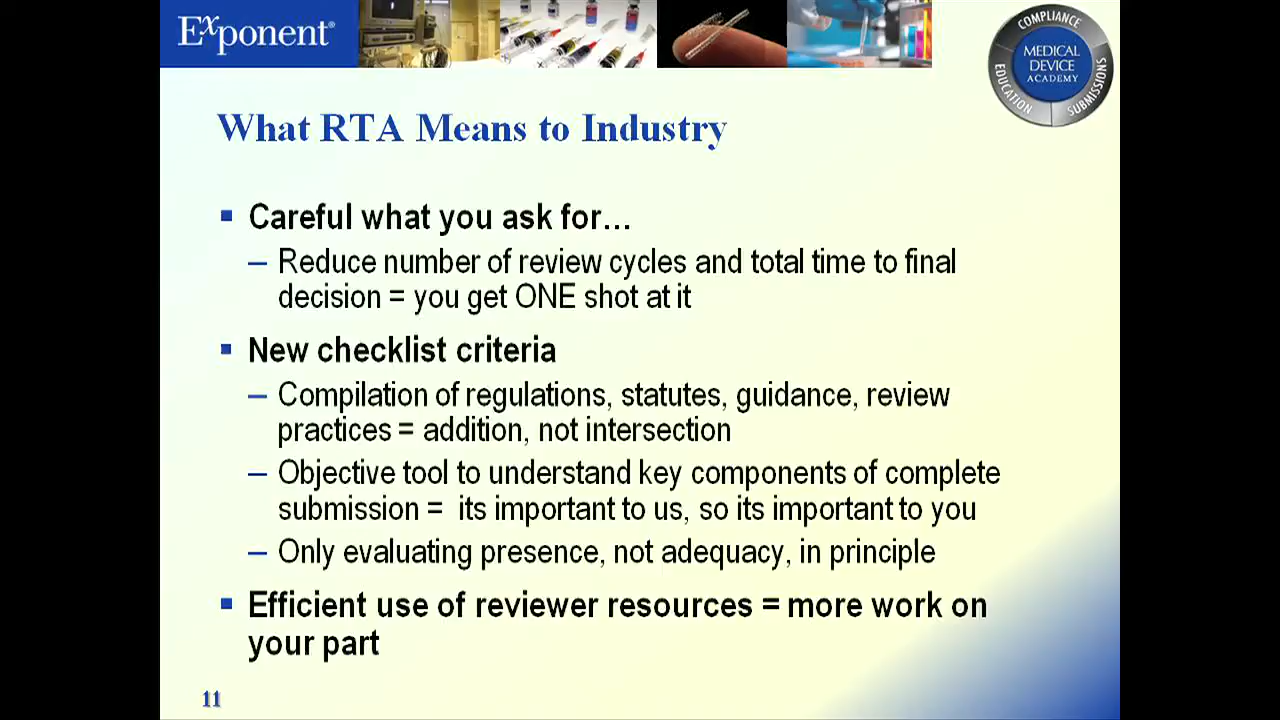 Exponent®
COMPLIANCE
MEDICAL
DEVICE
ACADEMY
EDUCATION
SUBMISSIONS
What RTA Means to Industry
Careful what you ask for…
– Reduce number of review cycles and total time to final
decision = you get ONE shot at it
New checklist criteria
– Compilation of regulations, statutes, guidance, review
practices = addition, not intersection
– Objective tool to understand key components of complete
submission = its important to us, so its important to you
– Only evaluating presence, not adequacy, in principle
Efficient use of reviewer resources = more work on
your part
11